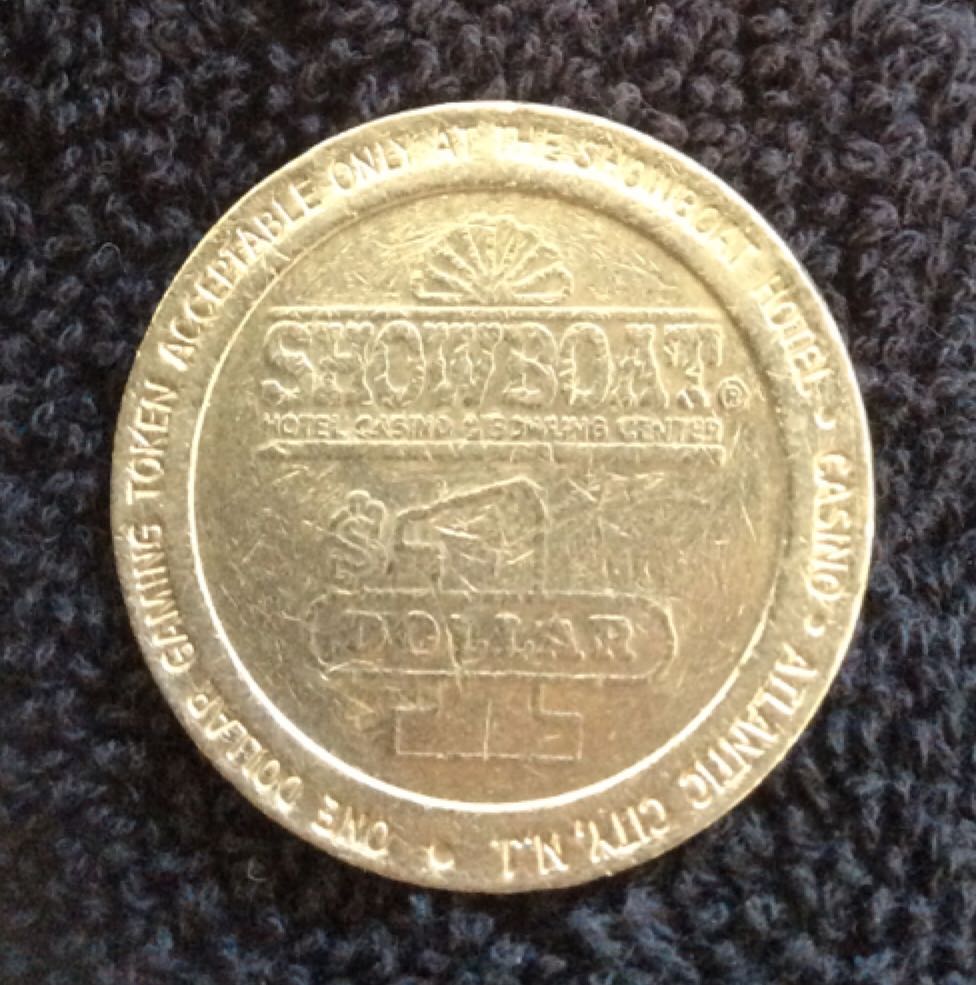 ONE DOLLAR GAMING TOKEN ACCEPTABLE ONLY AT THE SHOWBOAT HOTEL & CASINO • ATLANTIC CITY, N.J. •
SHOWBOAT®
HOTEL CASINO & BOWLING CENTER
$1
DOLLAR